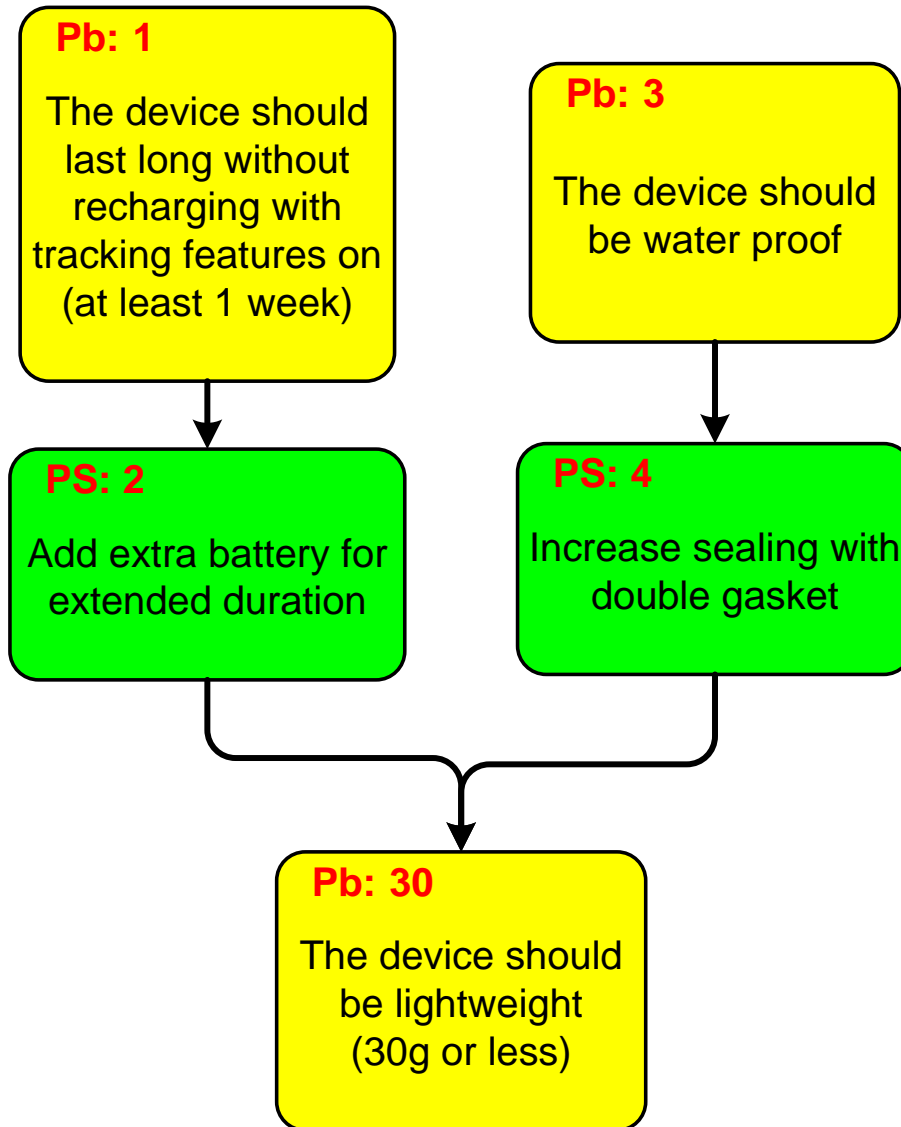 Pb: 1
The device should
last long without
recharging with
tracking features on
(at least 1 week)
Pb: 3
The device should
be water proof
PS: 2
Add extra battery for
extended duration
PS: 4
Increase sealing with
double gasket
Pb: 30
The device should
be lightweight
(30g or less)